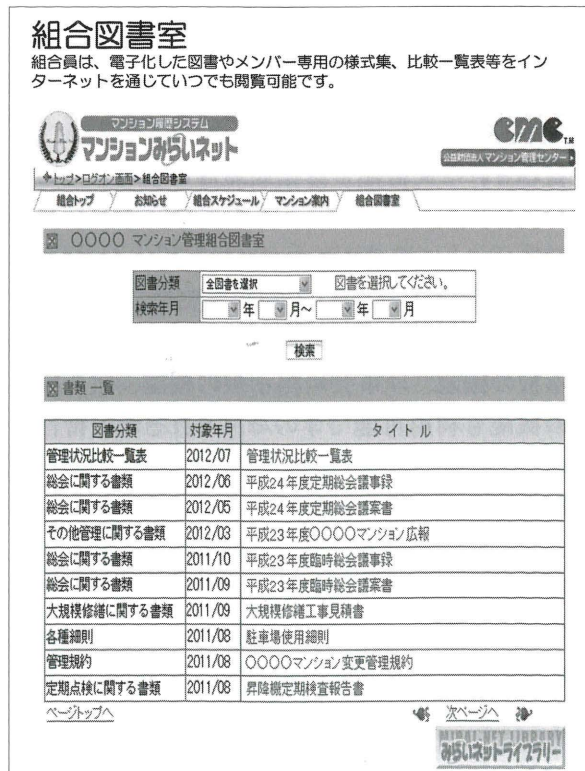 組合図書室
組合員は、電子化した図書やメンバー専用の様式集、比較一覧表等をイン
ターネットを通じていつでも閲覧可能です。
マンション履歴システム
マンションみらいネット
cmc TM
公益財団法人マンション管理センター
トップ>ログオン画面>組合図書室
組合トップ お知らせ 組合スケジュール マンション案内 組合図書室
図 〇〇〇〇 マンション管理組合図書室
図書分類 全図書を選択 図書を選択してください。
検索年月 年 月~ 年 月
検索
図 書類 一覧
図書分類 対象年月 タイトル
管理状況比較一覧表 2012/07 管理状況比較一覧表
総会に関する書類 2012/06 平成24年度定期総会議事録
総会に関する書類 2012/05 平成24年度定期総会議案書
その他管理に関する書類 2012/03 平成23年度〇〇〇〇マンション広報
総会に関する書類 2011/10 平成23年度臨時総会議事録
総会に関する書類 2011/09 平成23年度臨時総会議案書
大規模修繕に関する書類 2011/09 大規模修繕工事見積書
各種細則 2011/08 駐車場使用細則
管理規約 2011/08 〇〇〇〇マンション変更管理規約
定期点検に関する書類 2011/08 昇降機定期検査報告書
ページトップへ 次ページへ
MIRAI-NET LIBRARY
みらいネットライブラリー